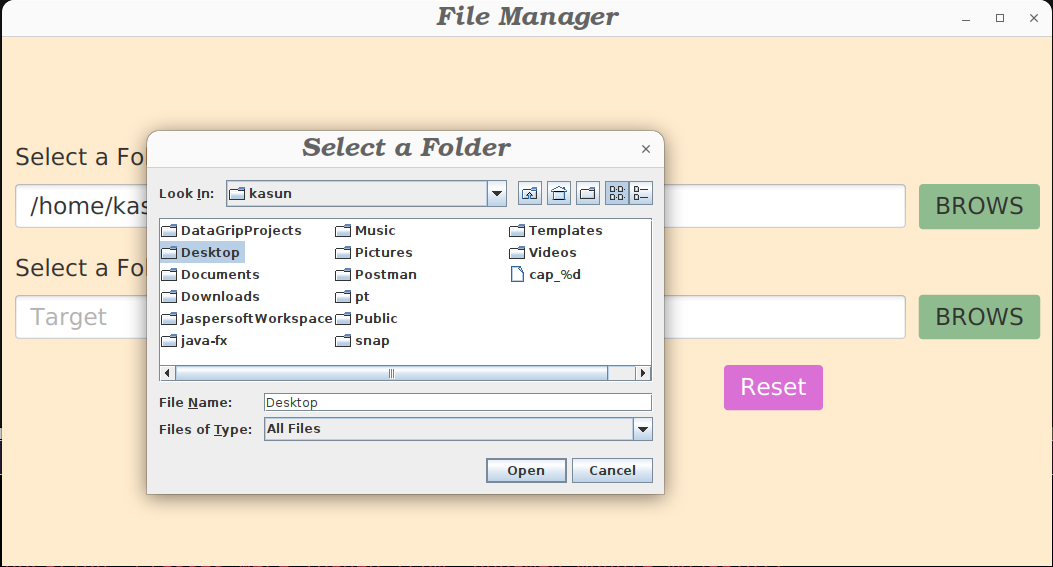 File Manager
Select a Fo
Select a Folder
Look In: kasun
/home/kas
BROWS
DataGripProjects Music Templates
Desktop Pictures Videos
Documents Postman cap_%d
Downloads pt
JaspersoftWorkspace Public
java-fx snap
Select a Fo
Target
BROWS
Reset
File Name: Desktop
Files of Type: All Files
Open Cancel